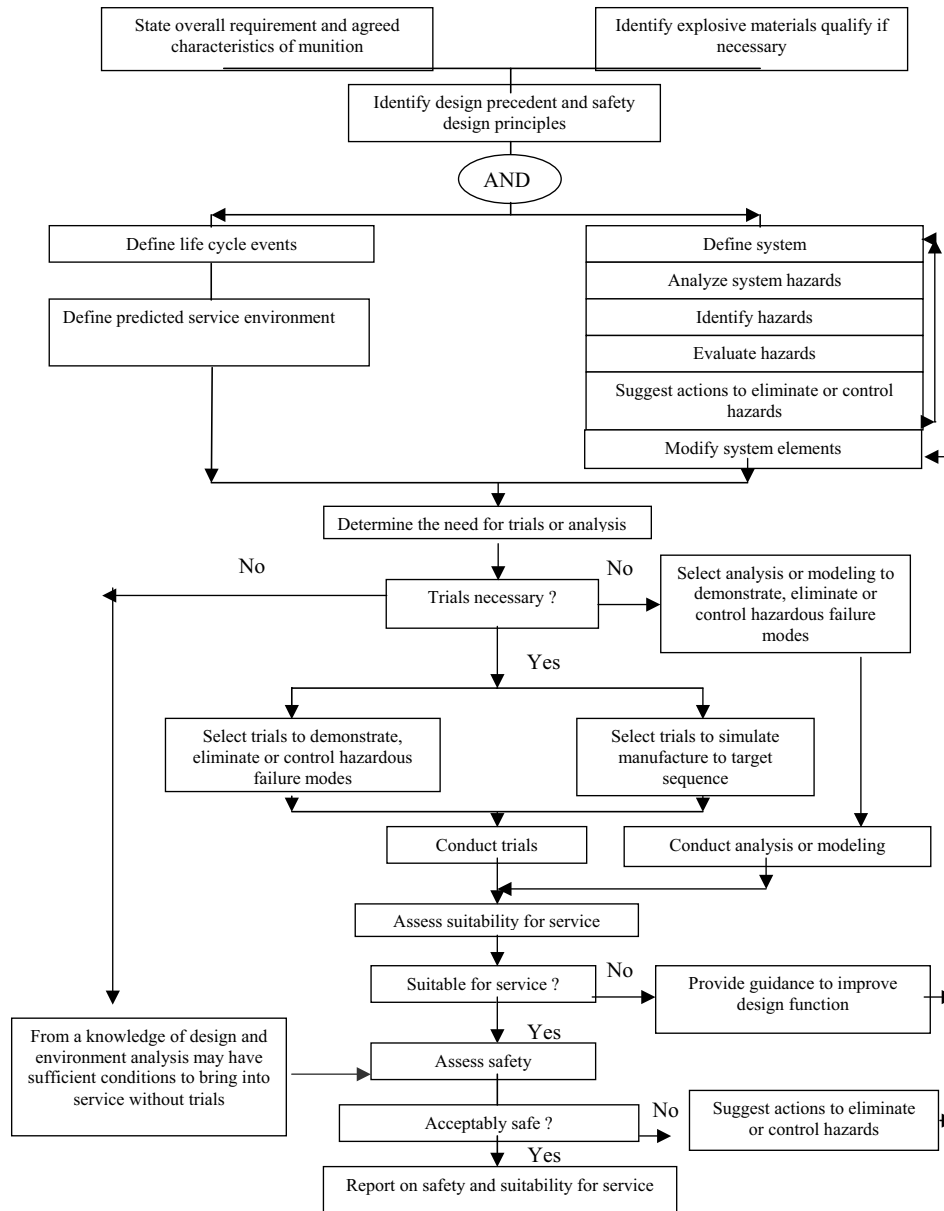 State overall requirement and agreed
characteristics of munition
Identify explosive materials qualify if
necessary
Identify design precedent and safety
design principles
AND
Define life cycle events
Define predicted service environment
Define system
Analyze system hazards
Identify hazards
Evaluate hazards
Suggest actions to eliminate or control
hazards
Modify system elements
Determine the need for trials or analysis
No
No
Trials necessary ?
Select analysis or modeling to
demonstrate, eliminate or
control hazardous failure
modes
Yes
Select trials to demonstrate,
eliminate or control hazardous
failure modes
Select trials to simulate
manufacture to target
sequence
Conduct trials
Conduct analysis or modeling
Assess suitability for service
Suitable for service ?
No
Provide guidance to improve
design function
Yes
From a knowledge of design and
environment analysis may have
sufficient conditions to bring into
service without trials
Assess safety
Acceptably safe ?
No
Suggest actions to eliminate
or control hazards
Yes
Report on safety and suitability for service